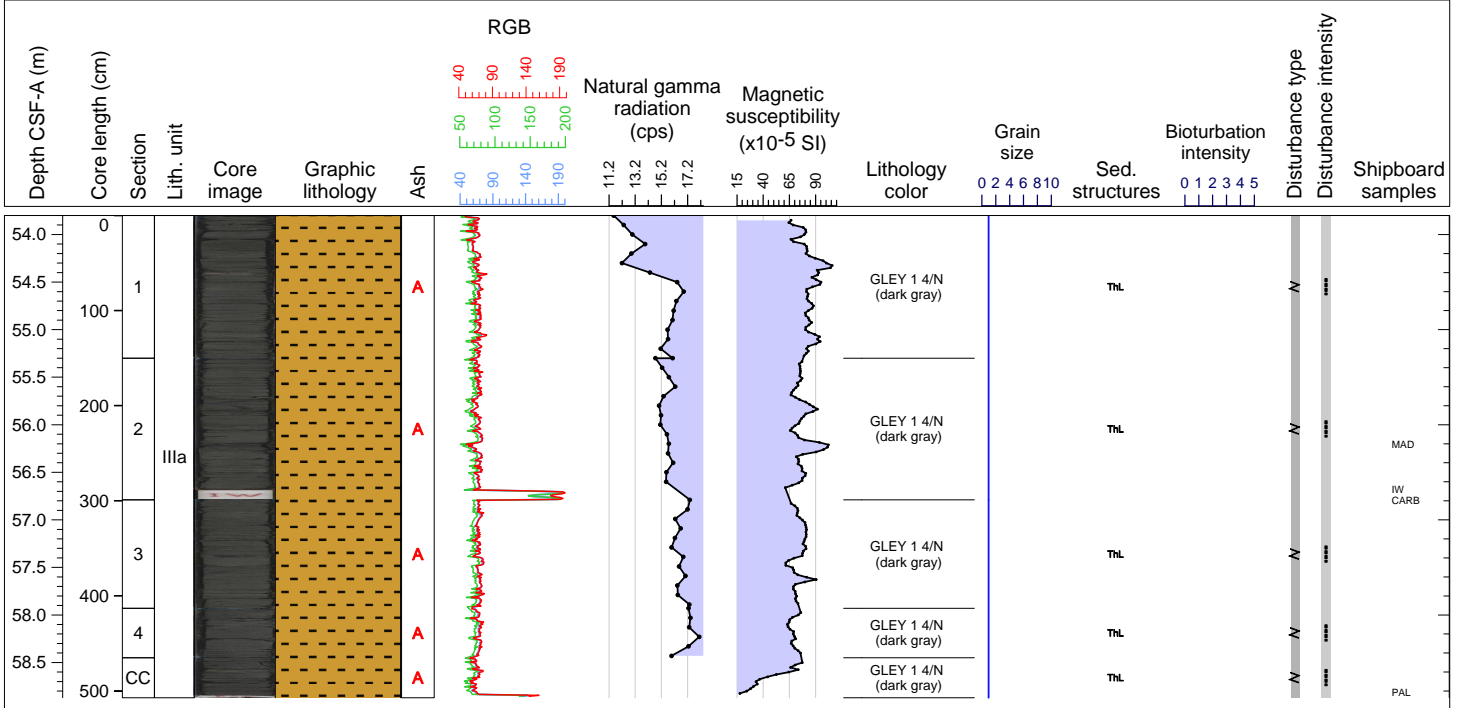 Depth CSF-A (m)
Core length (cm)
Section
Lith. unit
Core
image
Graphic
lithology
Ash
RGB
40 90 140 190
50 100 150 200
40 90 140 190
Natural gamma
radiation
(cps)
11.2 13.2 15.2 17.2
Magnetic
susceptibility
(x10-5 SI)
15 40 65 90
Lithology
color
Grain
size
0 2 4 6 8 10
Sed.
structures
Bioturbation
intensity
0 1 2 3 4 5
Disturbance type
Disturbance intensity
Shipboard
samples
54.0
54.5
55.0
55.5
56.0
56.5
57.0
57.5
58.0
58.5
0
100
200
300
400
500
1
2
3
4
CC
IIIa
IW
A
A
A
A
A
GLEY 1 4/N
(dark gray)
GLEY 1 4/N
(dark gray)
GLEY 1 4/N
(dark gray)
GLEY 1 4/N
(dark gray)
GLEY 1 4/N
(dark gray)
ThL
ThL
ThL
ThL
ThL
MAD
IW
CARB
PAL